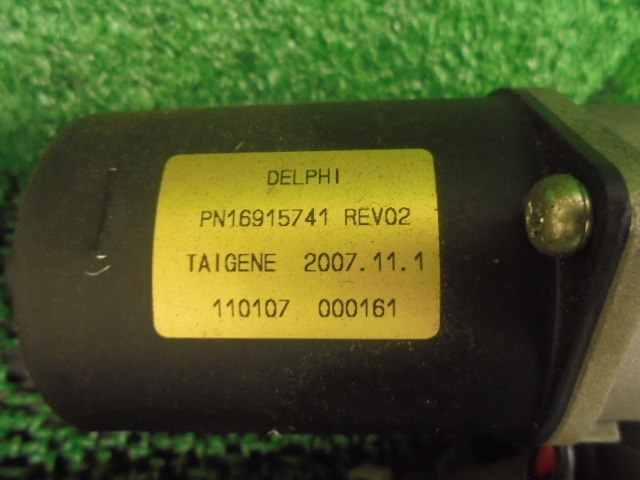 DELPHI
PN16915741 REV02
TAIGENE 2007.11.1
110107 000161